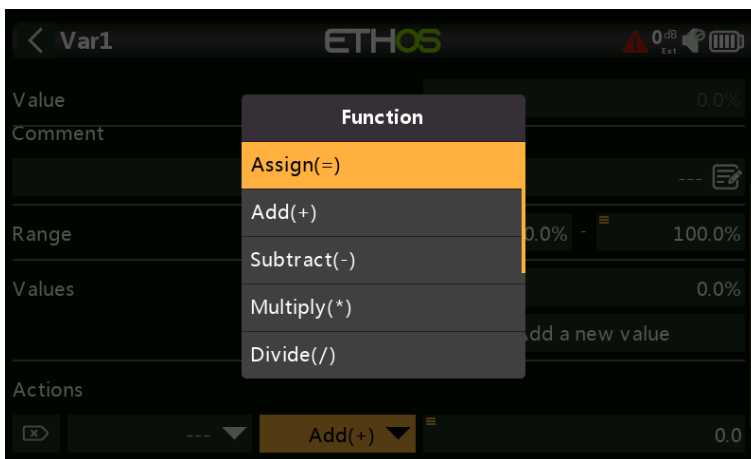 Var1
ETHOS
0dB
Ext
Value
0.0%
Comment
---
Range
0.0% - 100.0%
Values
0.0%
dd a new value
Actions
--- Add(+) 0.0
Function
Assign(=)
Add(+)
Subtract(-)
Multiply(*)
Divide(/)